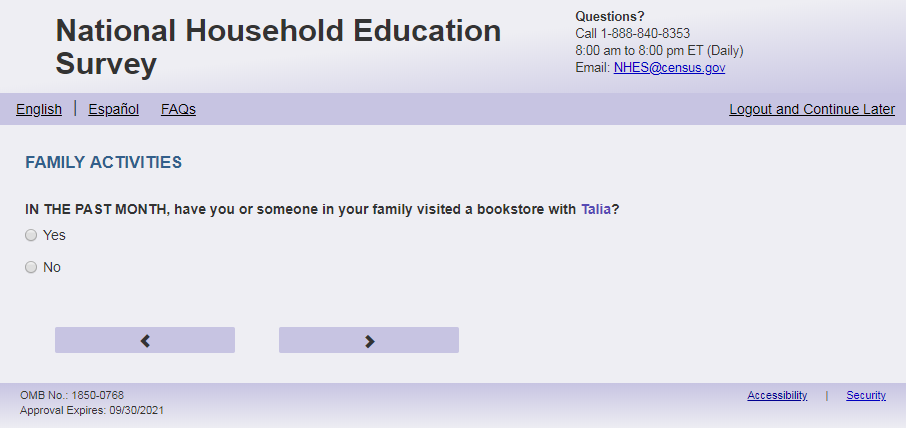 National Household Education
Survey
Questions?
Call 1-888-840-8353
8:00 am to 8:00 pm ET (Daily)
Email: NHES@census.gov
English | Español FAQs
Logout and Continue Later
FAMILY ACTIVITIES
IN THE PAST MONTH, have you or someone in your family visited a bookstore with Talia?
Yes
No
OMB No.: 1850-0768
Approval Expires: 09/30/2021
Accessibility | Security